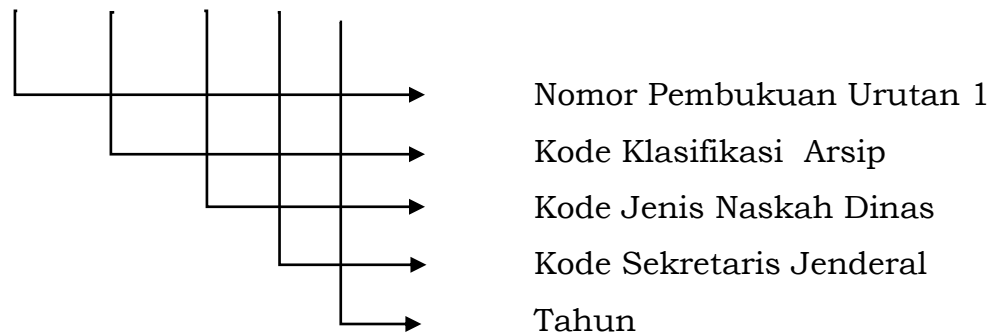 Nomor Pembukuan Urutan 1
Kode Klasifikasi Arsip
Kode Jenis Naskah Dinas
Kode Sekretaris Jenderal
Tahun